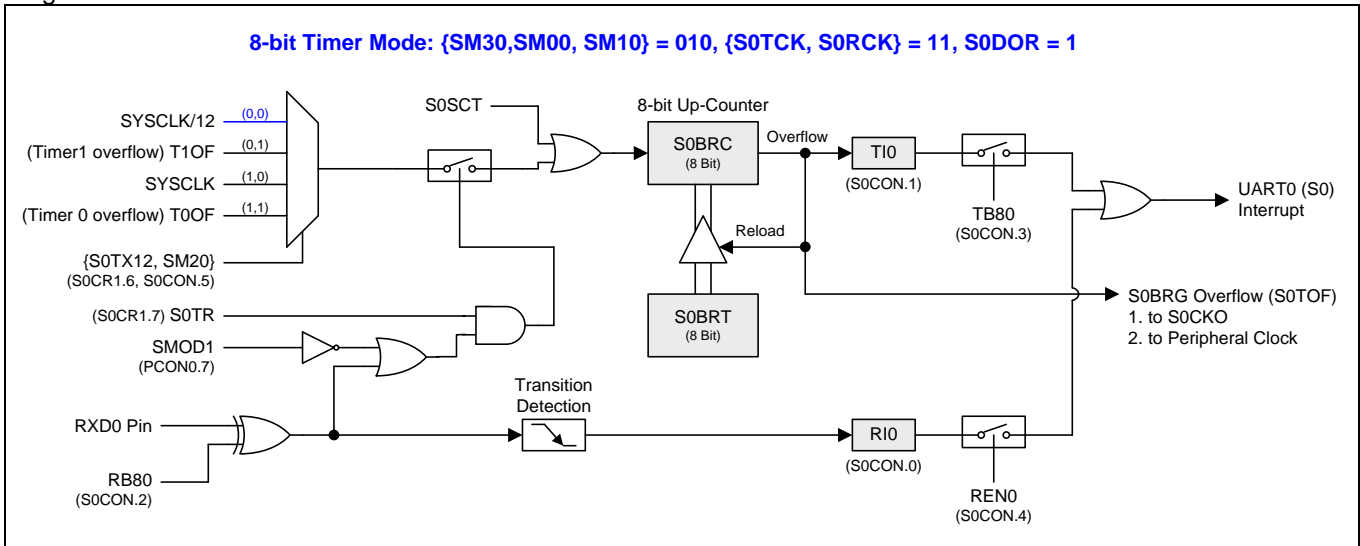 8-bit Timer Mode: {SM30,SM00, SM10} = 010, {S0TCK, S0RCK} = 11, S0DOR = 1
SYSCLK/12
(0,0)
(Timer1 overflow) T1OF
(0,1)
SYSCLK
(1,0)
(Timer 0 overflow) T0OF
(1,1)
{S0TX12, SM20}
(S0CR1.6, S0CON.5)
(S0CR1.7) S0TR
SMOD1
(PCON0.7)
RXD0 Pin
RB80
(S0CON.2)
S0SCT
8-bit Up-Counter
S0BRC
(8 Bit)
Overflow
Reload
S0BRT
(8 Bit)
Transition
Detection
TI0
(S0CON.1)
TB80
(S0CON.3)
RI0
(S0CON.0)
REN0
(S0CON.4)
UART0 (S0)
Interrupt
S0BRG Overflow (S0TOF)
1. to S0CKO
2. to Peripheral Clock